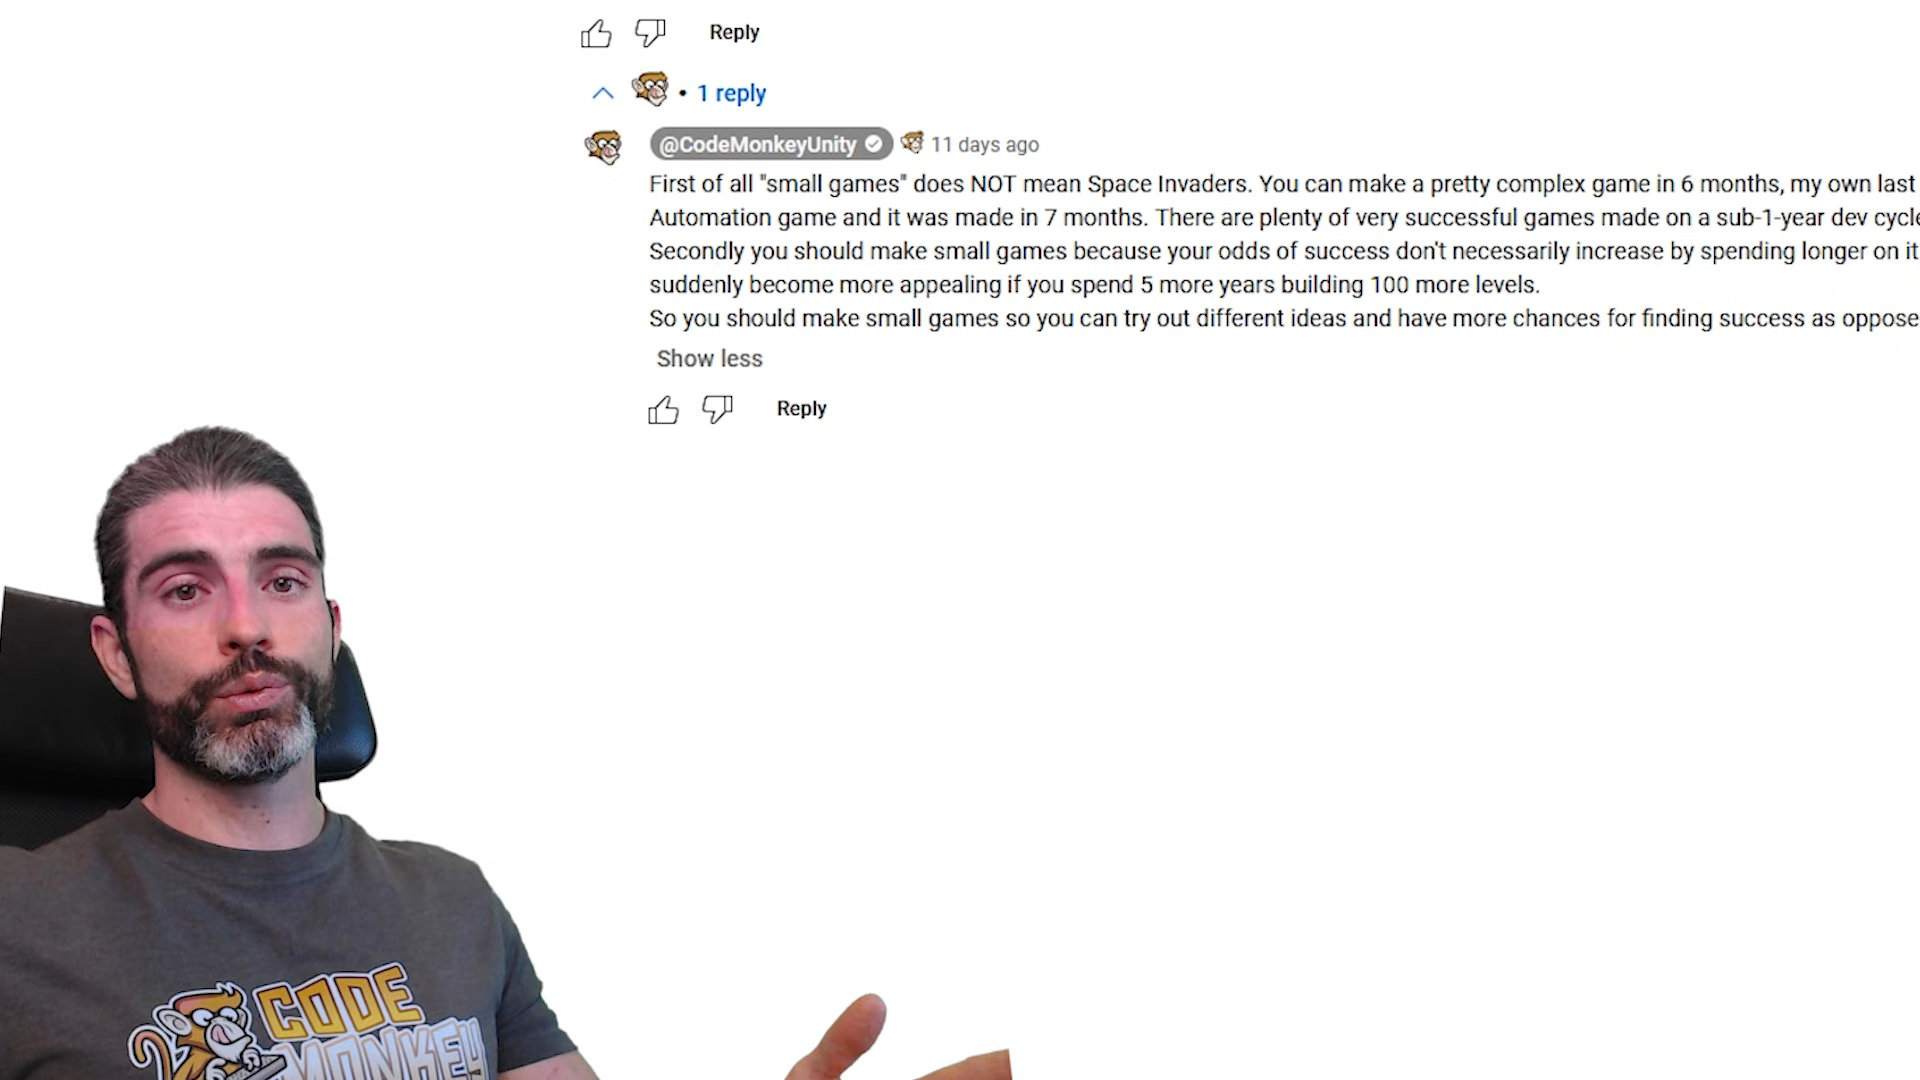 Reply
• 1 reply
@CodeMonkeyUnity 11 days ago
First of all "small games" does NOT mean Space Invaders. You can make a pretty complex game in 6 months, my own last
Automation game and it was made in 7 months. There are plenty of very successful games made on a sub-1-year dev cycle
Secondly you should make small games because your odds of success don't necessarily increase by spending longer on it
suddenly become more appealing if you spend 5 more years building 100 more levels.
So you should make small games so you can try out different ideas and have more chances for finding success as oppose
Show less
Reply
CODE
MONKEY